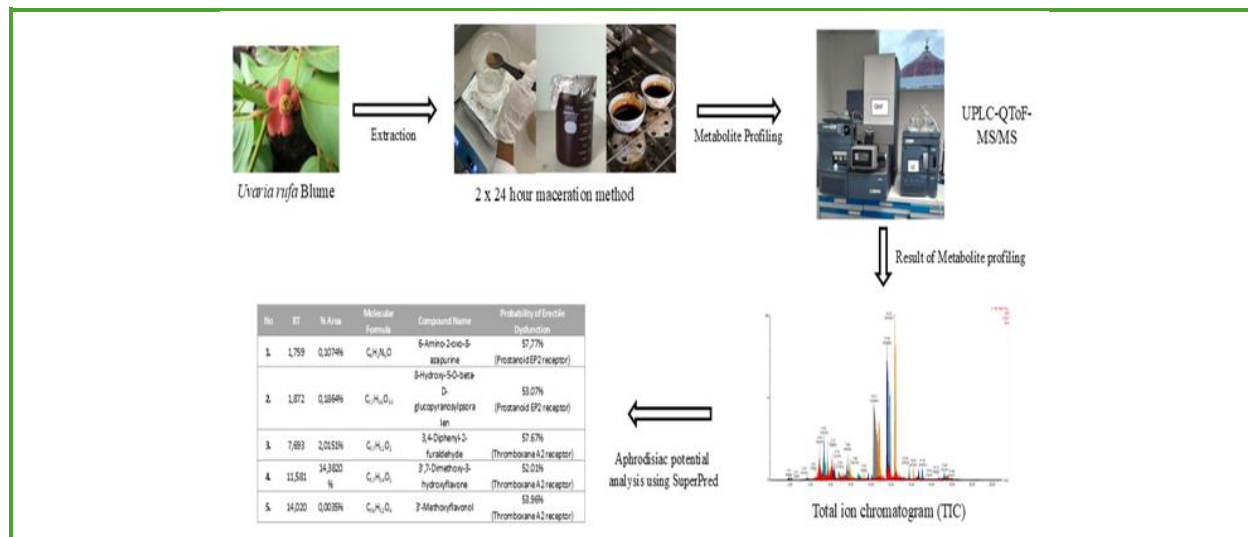 Uvaria rufa Blume
Extraction
2 x 24 hour maceration method
Metabolite Profiling
UPLC-QToF-
MS/MS
Result of Metabolite profiling
Total ion chromatogram (TIC)
Aphrodisiac potential
analysis using SuperPred
No RT % Area Molecular Formula Compound Name Probability of Erectile Dysfunction
1. 1,759 0,1074% 6-Amino-2-oxo-8-
azapurine
57,77%
(Prostanoid EP2 receptor)
2. 1,872 0,1864% 8-Hydroxy-5-O-beta-
D-
glucopyranosylpsora
len
53.07%
(Prostanoid EP2 receptor)
3. 7,693 2,0151% 3,4-Diphenyl-2-
furaldehyde
57.67%
(Thromboxane A2 receptor)
4. 11,581 14,3820
%
3',7-Dimethoxy-3-
hydroxyflavone
52.01%
(Thromboxane A2 receptor)
5. 14,020 0,0035% 3'-Methoxyflavonol
53.96%
(Thromboxane A2 receptor)